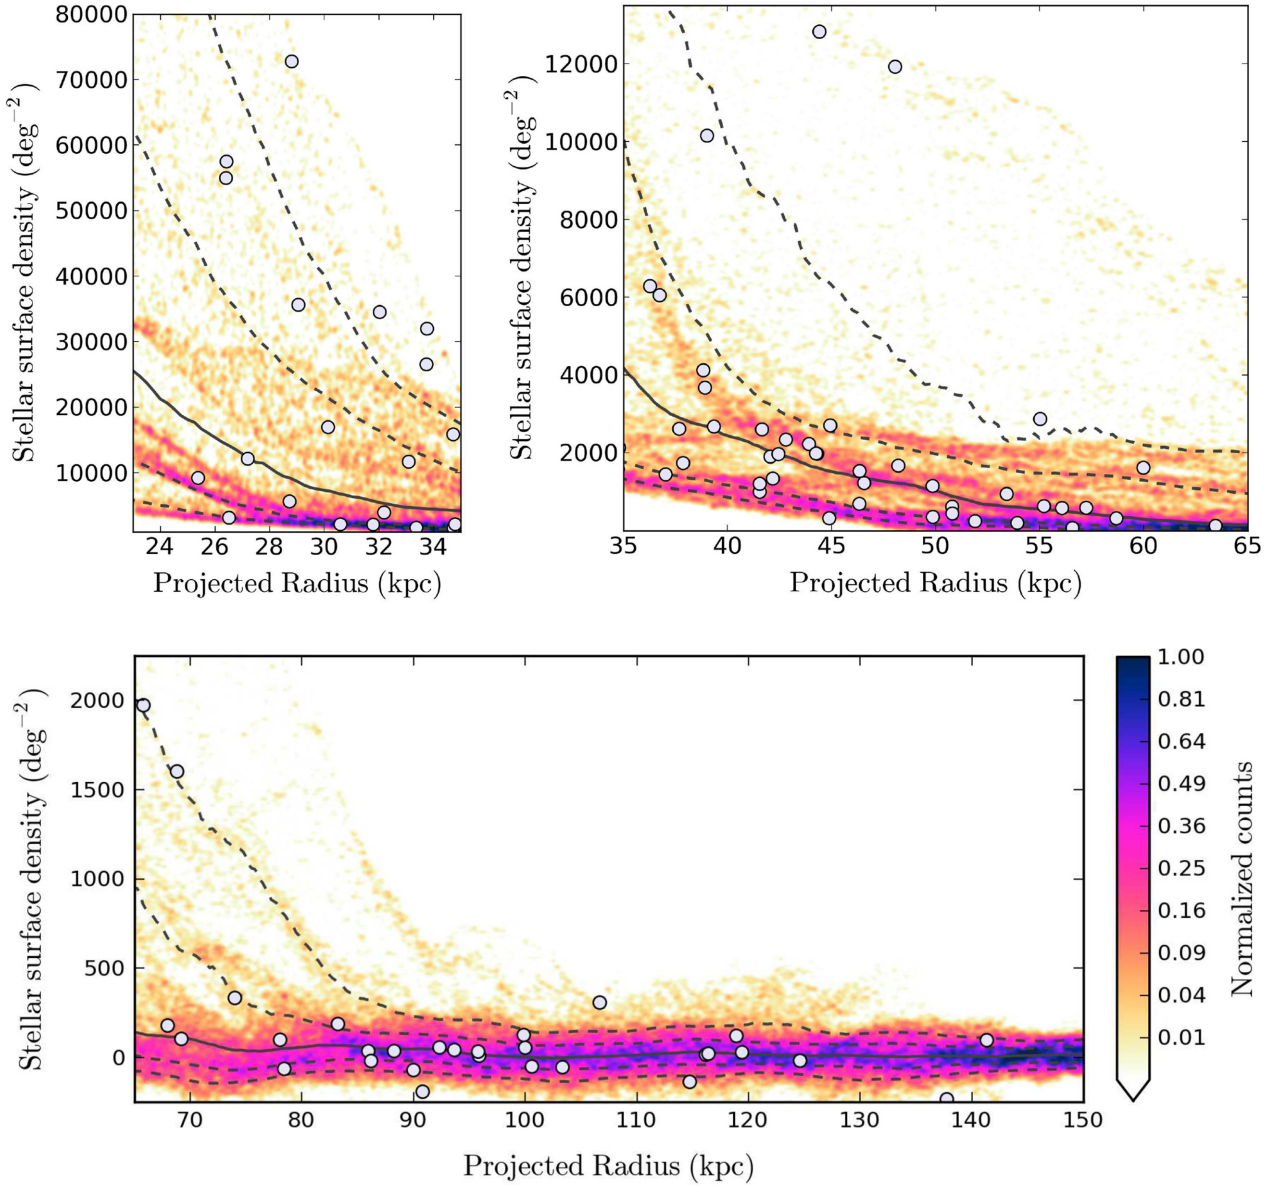 80000
70000
60000
50000
40000
30000
20000
10000
Stellar surface density (deg⁻²)
24 26 28 30 32 34
Projected Radius (kpc)
12000
10000
8000
6000
4000
2000
Stellar surface density (deg⁻²)
35 40 45 50 55 60 65
Projected Radius (kpc)
2000
1500
1000
500
0
Stellar surface density (deg⁻²)
70 80 90 100 110 120 130 140 150
Projected Radius (kpc)
1.00
0.81
0.64
0.49
0.36
0.25
0.16
0.09
0.04
0.01
Normalized counts